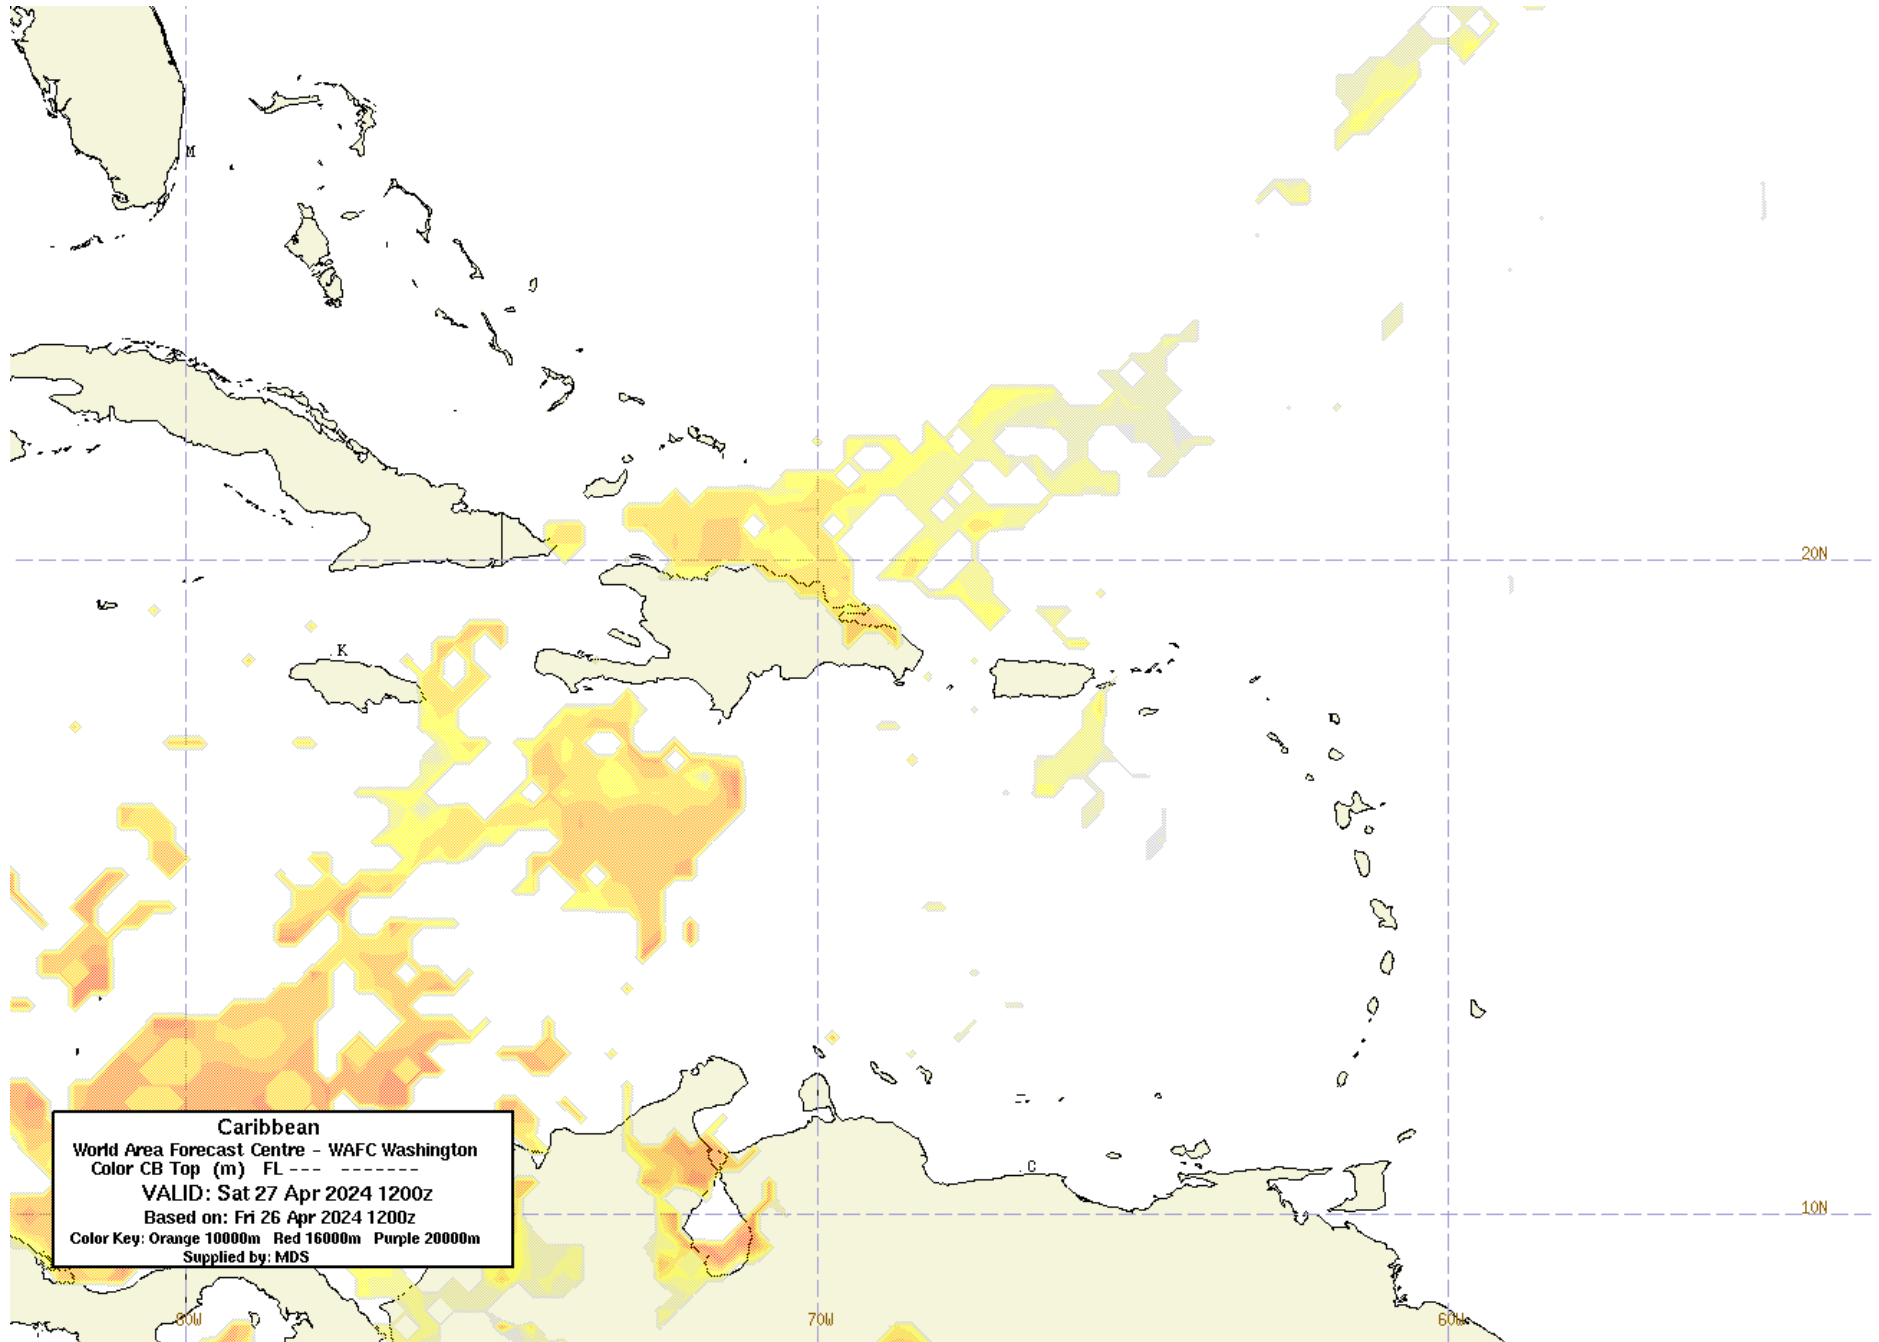 M
20N
K
C
Caribbean
World Area Forecast Centre - WAFC Washington
Color CB Top (m) FL --- -------
VALID: Sat 27 Apr 2024 1200z
Based on: Fri 26 Apr 2024 1200z
Color Key: Orange 10000m Red 16000m Purple 20000m
Supplied by: MDS
10N
80W
70W
60W